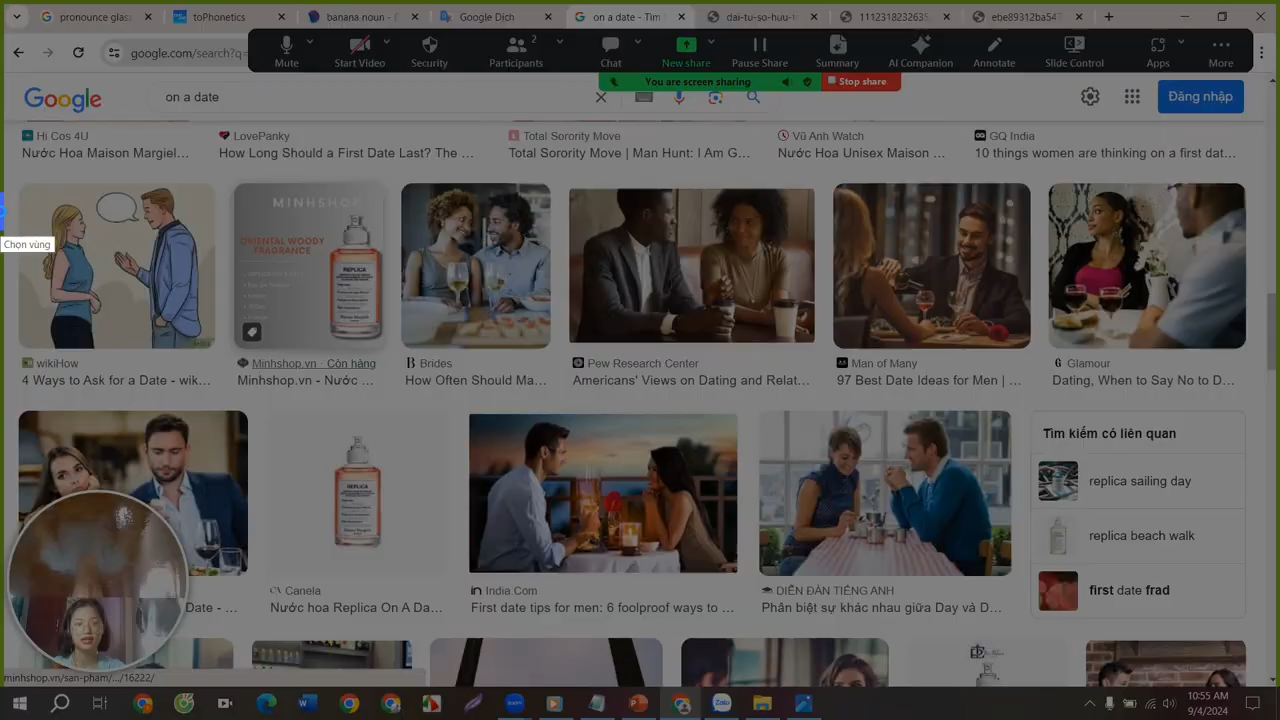 pronounce glas
toPhonetics
banana noun - 
Google Dịch
on a date - Tìm
dai-tu-so-huu-
111231823263
ebe89312ba547
google.com/search?q=
Mute
Start Video
Security
Participants
2
Chat
New share
Pause Share
Summary
AI Companion
Annotate
Slide Control
Apps
More
You are screen sharing
Stop share
Google
on a date
Đăng nhập
Hi Cos 4U
LovePanky
Total Sorority Move
Vũ Anh Watch
GQ India
Nước Hoa Maison Margiel...
How Long Should a First Date Last? The ...
Total Sorority Move | Man Hunt: I Am G...
Nước Hoa Unisex Maison ...
10 things women are thinking on a first dat...
Chọn vùng
MINHSHOP
ORIENTAL WOODY
FRAGRANCE
REPLICA
wikiHow
Minhshop.vn · Còn hàng
Brides
Pew Research Center
Man of Many
Glamour
4 Ways to Ask for a Date - wik...
Minhshop.vn - Nước ...
How Often Should Ma...
Americans' Views on Dating and Relat...
97 Best Date Ideas for Men | ...
Dating, When to Say No to D...
Tìm kiếm có liên quan
REPLICA
replica sailing day
replica beach walk
first date frad
Canela
India.Com
DIỄN ĐÀN TIẾNG ANH
Date - ...
Nước hoa Replica On A Da...
First date tips for men: 6 foolproof ways to ...
Phân biệt sự khác nhau giữa Day và D...
minhshop.vn/san-pham/.../16222/
zoom
Zalo
10:55 AM
9/4/2024